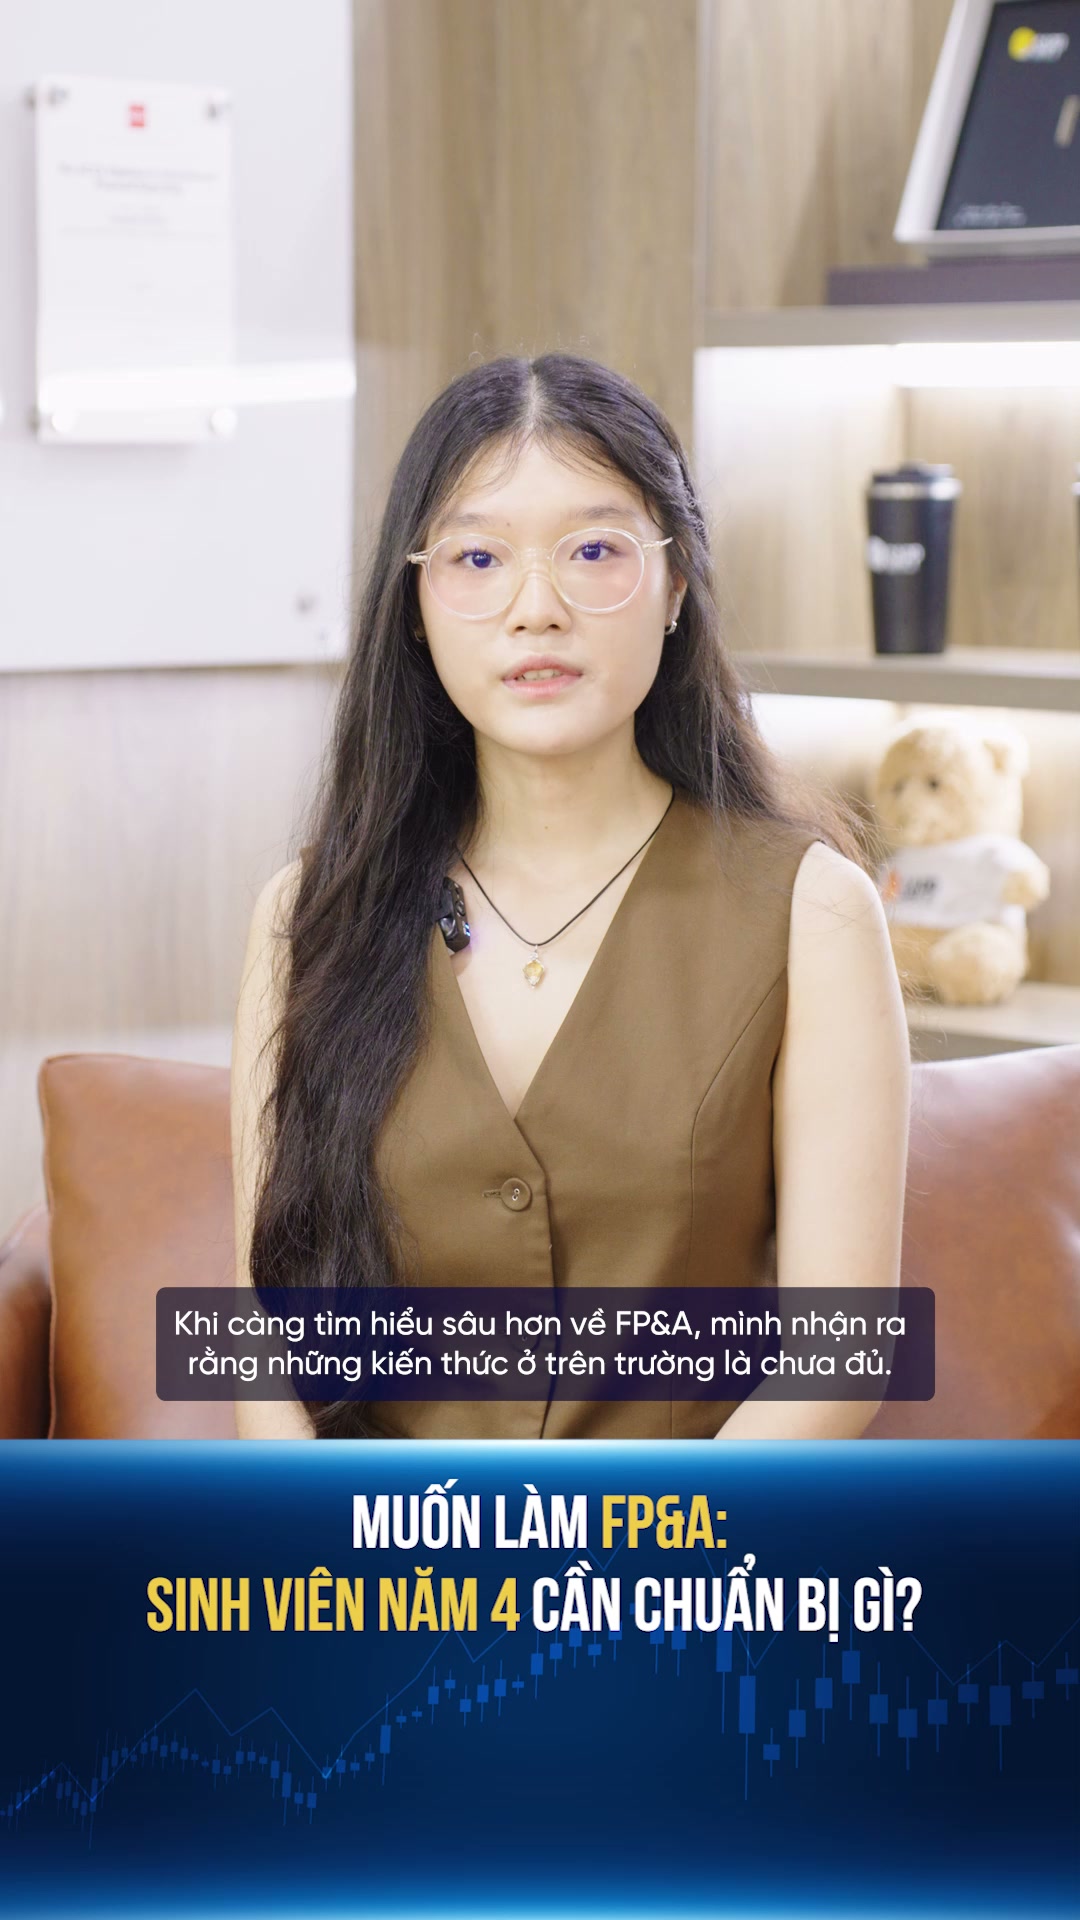 Khi càng tìm hiểu sâu hơn về FP&A, mình nhận ra
rằng những kiến thức ở trên trường là chưa đủ.
MUỐN LÀM FP&A:
SINH VIÊN NĂM 4 CẦN CHUẨN BỊ GÌ?